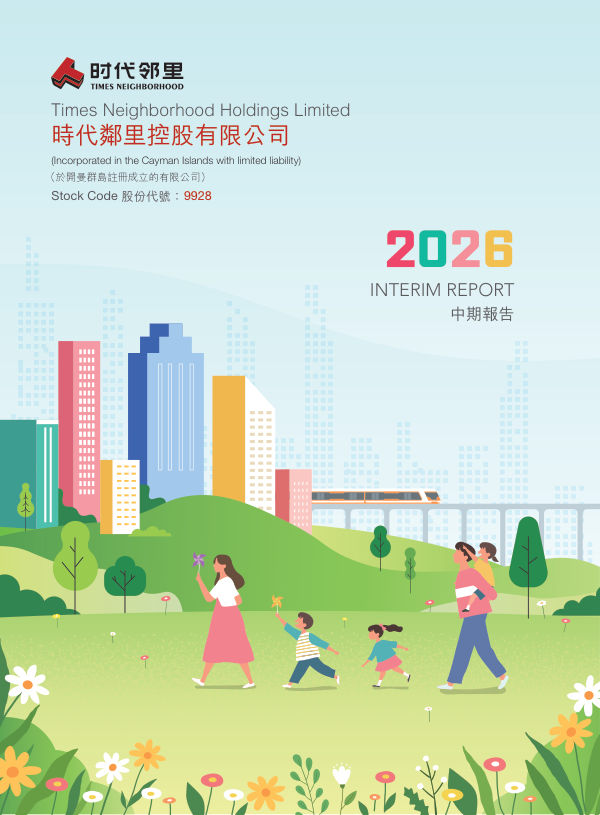 时代邻里
TIMES NEIGHBORHOOD
Times Neighborhood Holdings Limited
時代鄰里控股有限公司
(Incorporated in the Cayman Islands with limited liability)
(於開曼群島註冊成立的有限公司)
Stock Code 股份代號：9928
2026
INTERIM REPORT
中期報告